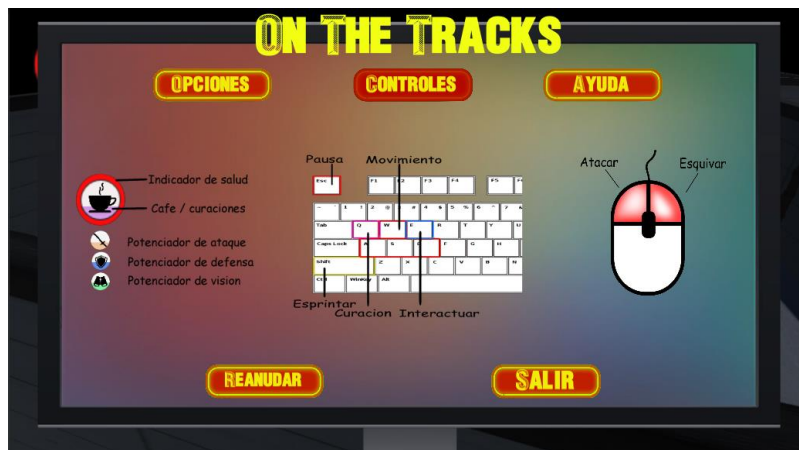 On The Tracks
Opciones
Controles
Ayuda
Pausa
Movimiento
Atacar
Esquivar
Indicador de salud
Cafe / curaciones
Potenciador de ataque
Potenciador de defensa
Potenciador de vision
Esc F1 F3 F4 F5
Tab Q W E R T Y
Caps Lock A S F G H
Shift Z X C V B N
WinKey Alt
Esprintar
Curacion Interactuar
Reanudar
Salir